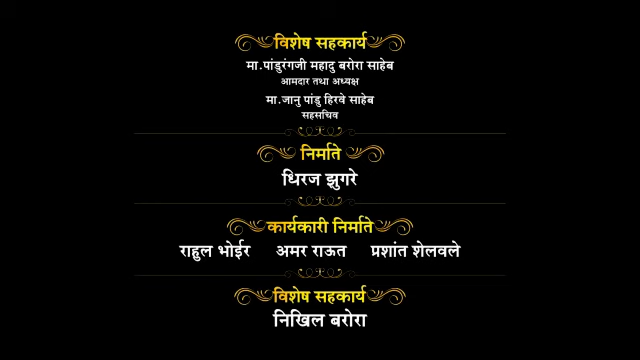 विशेष सहकार्य
मा.पांडुरंगजी महादु बरोरा साहेब
आमदार तथा अध्यक्ष
मा.जानु पांडु हिरवे साहेब
सहसचिव
निर्माते
धिरज झुगरे
कार्यकारी निर्माते
राहुल भोईर अमर राऊत प्रशांत शेलवले
विशेष सहकार्य
निखिल बरोरा